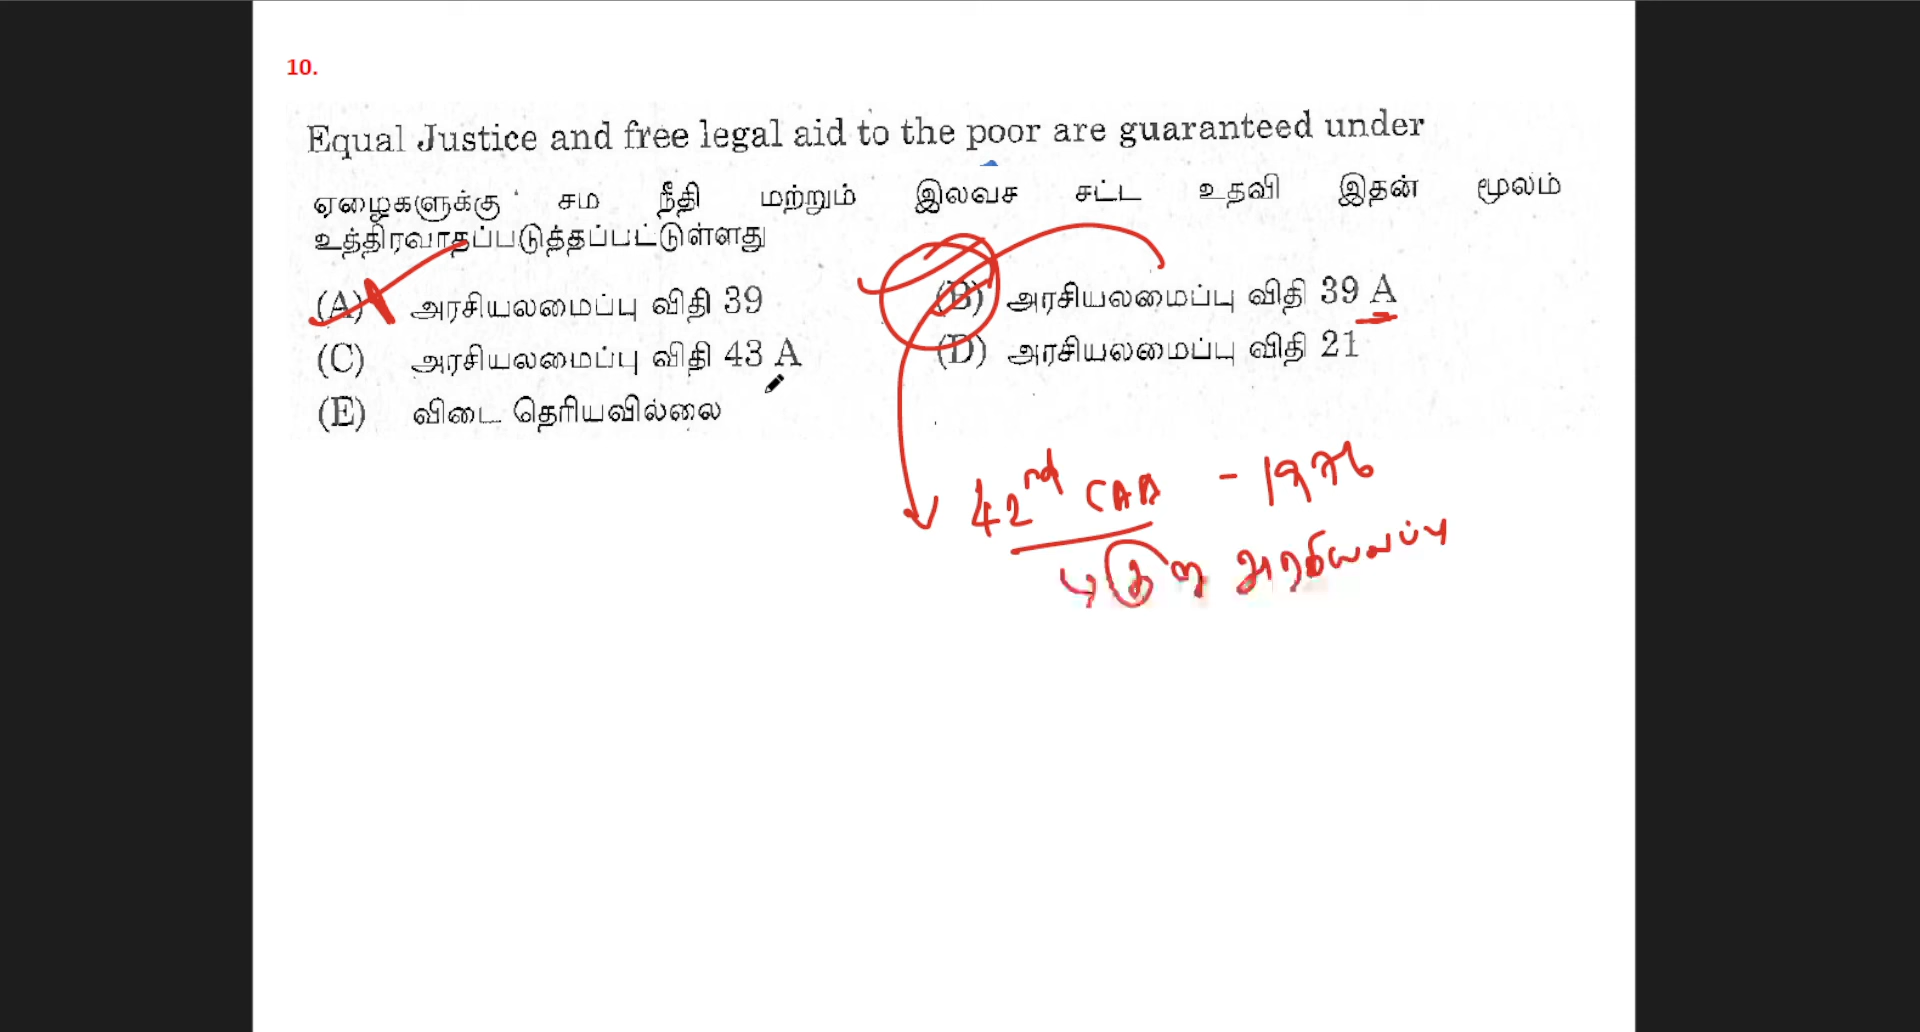 10.
Equal Justice and free legal aid to the poor are guaranteed under
ஏழைகளுக்கு சம நீதி மற்றும் இலவச சட்ட உதவி இதன் மூலம்
உத்திரவாதப்படுத்தப்பட்டுள்ளது
(A) அரசியலமைப்பு விதி 39
(B) அரசியலமைப்பு விதி 39 A
(C) அரசியலமைப்பு விதி 43 A
(D) அரசியலமைப்பு விதி 21
(E) விடை தெரியவில்லை
42nd CAA - 1976